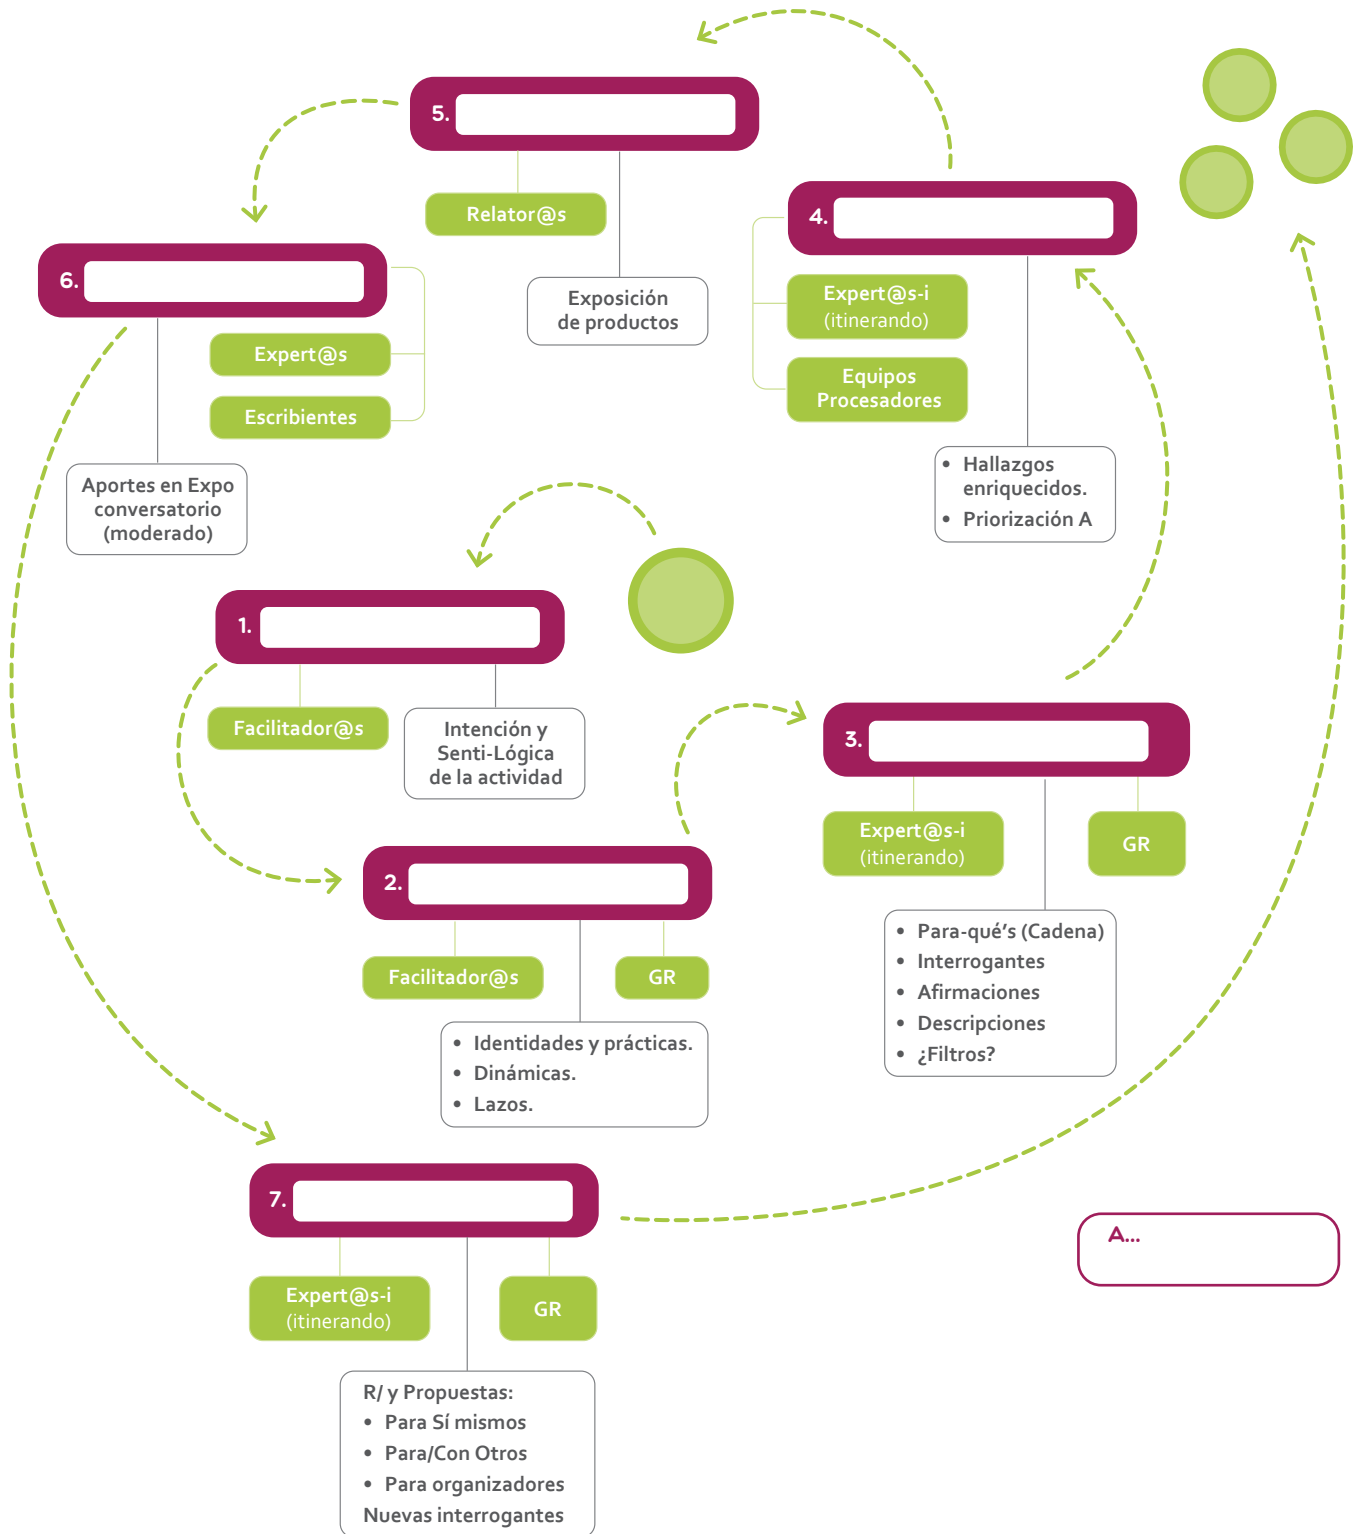 5.
Relator@s
Exposición
de productos
4.
Expert@s-i
(itinerando)
Equipos
Procesadores
• Hallazgos
enriquecidos.
• Priorización A
6.
Expert@s
Escribientes
Aportes en Expo
conversatorio
(moderado)
1.
Facilitador@s
Intención y
Senti-Lógica
de la actividad
3.
Expert@s-i
(itinerando)
GR
• Para-qué's (Cadena)
• Interrogantes
• Afirmaciones
• Descripciones
• ¿Filtros?
2.
Facilitador@s
GR
• Identidades y prácticas.
• Dinámicas.
• Lazos.
7.
Expert@s-i
(itinerando)
GR
R/ y Propuestas:
• Para Sí mismos
• Para/Con Otros
• Para organizadores
Nuevas interrogantes
A...